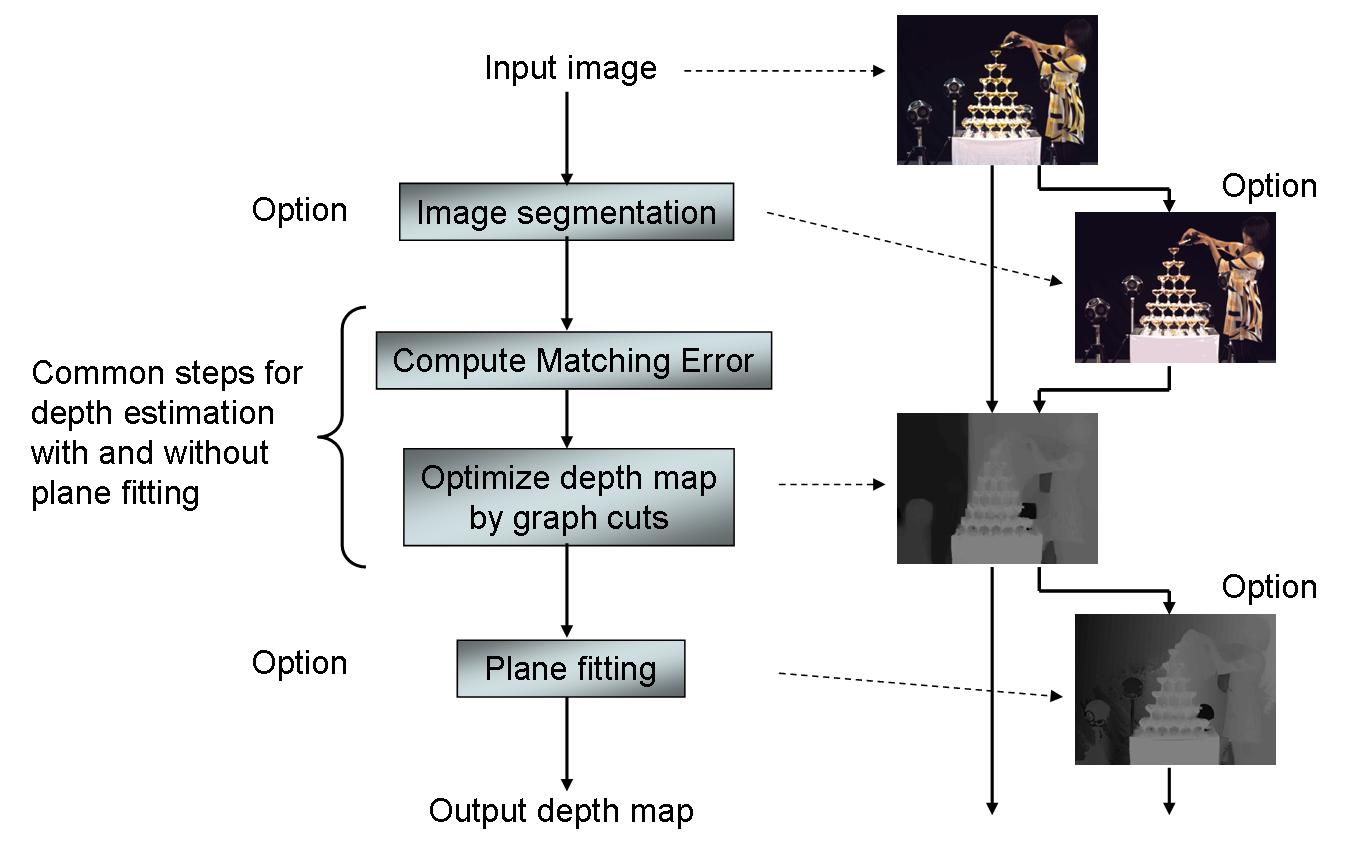 Input image
Option
Option
Image segmentation
Common steps for
depth estimation
with and without
plane fitting
Compute Matching Error
Optimize depth map
by graph cuts
Option
Option
Plane fitting
Output depth map